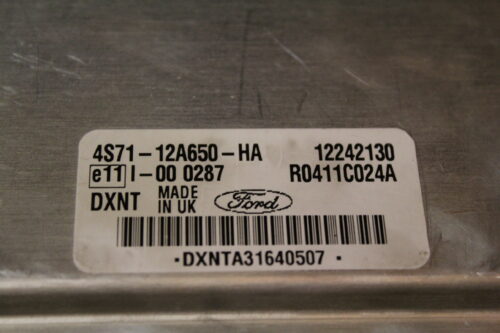 4S71-12A650-HA 12242130
e11 I-00 0287 R0411C024A
DXNT MADE IN UK Ford
·DXNTA31640507·